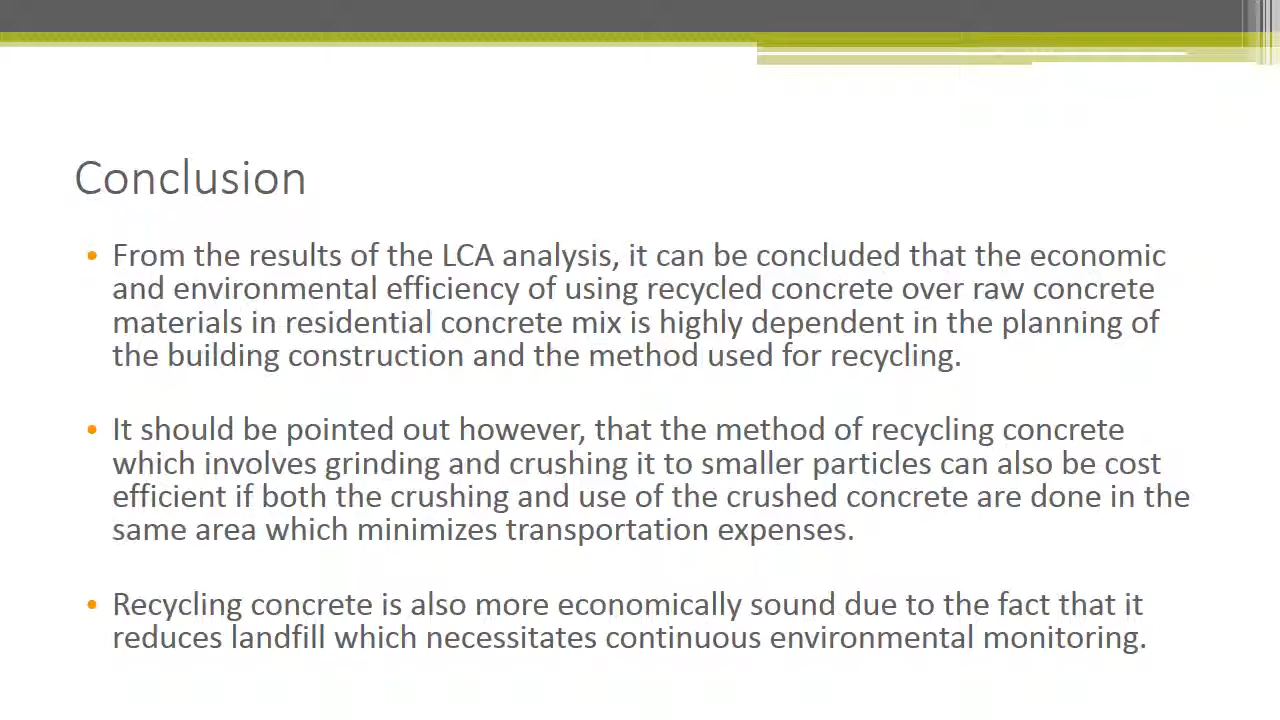 Conclusion
• From the results of the LCA analysis, it can be concluded that the economic
and environmental efficiency of using recycled concrete over raw concrete
materials in residential concrete mix is highly dependent in the planning of
the building construction and the method used for recycling.
• It should be pointed out however, that the method of recycling concrete
which involves grinding and crushing it to smaller particles can also be cost
efficient if both the crushing and use of the crushed concrete are done in the
same area which minimizes transportation expenses.
• Recycling concrete is also more economically sound due to the fact that it
reduces landfill which necessitates continuous environmental monitoring.